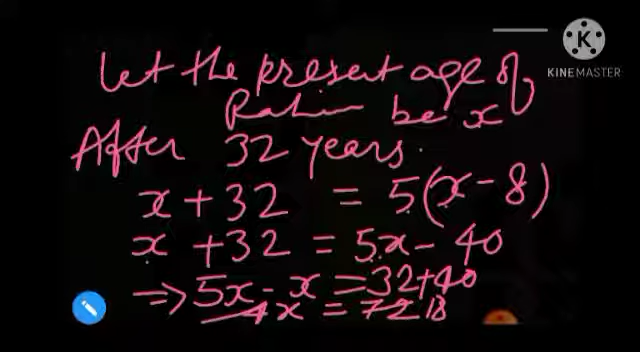 KINEMASTER
Let the present age of
Rahim be x
After 32 years.
x + 32 = 5(x - 8)
x + 32 = 5x - 40
=> 5x - x = 32 + 40
4x = 72 18